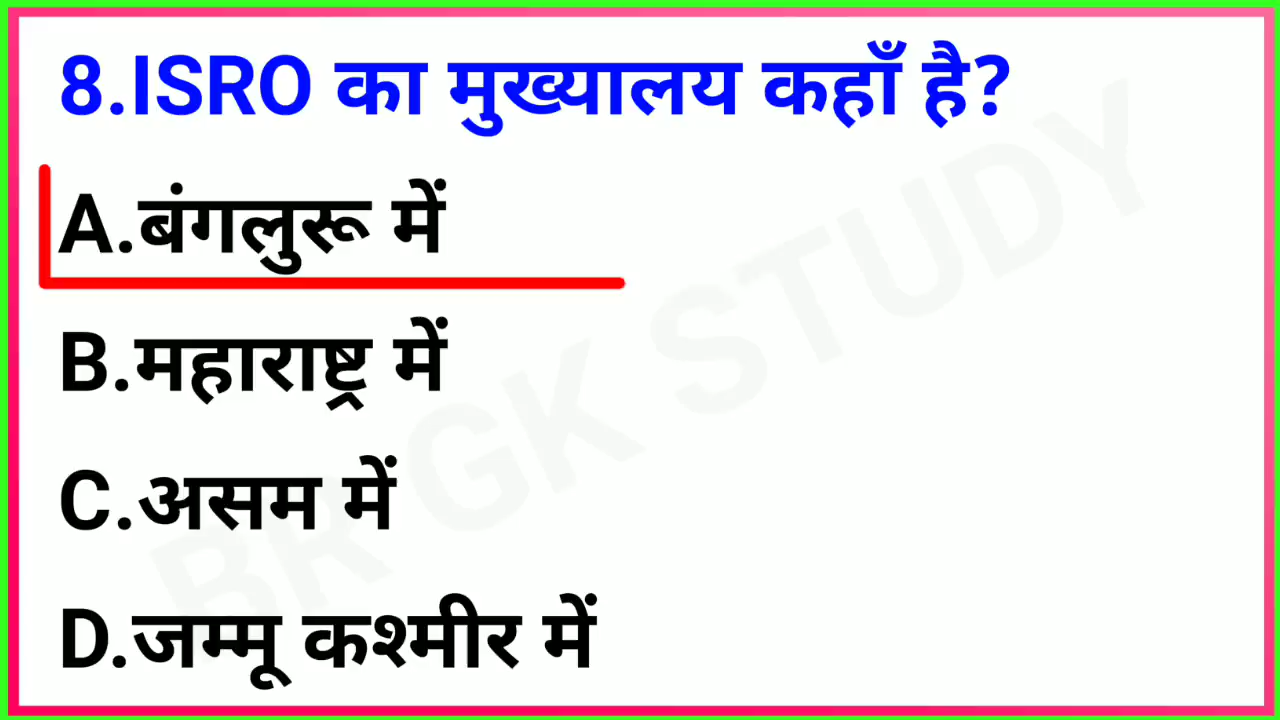 8.ISRO का मुख्यालय कहाँ है?
A.बंगलुरू में
B.महाराष्ट्र में
C.असम में
D.जम्मू कश्मीर में
BR GK STUDY